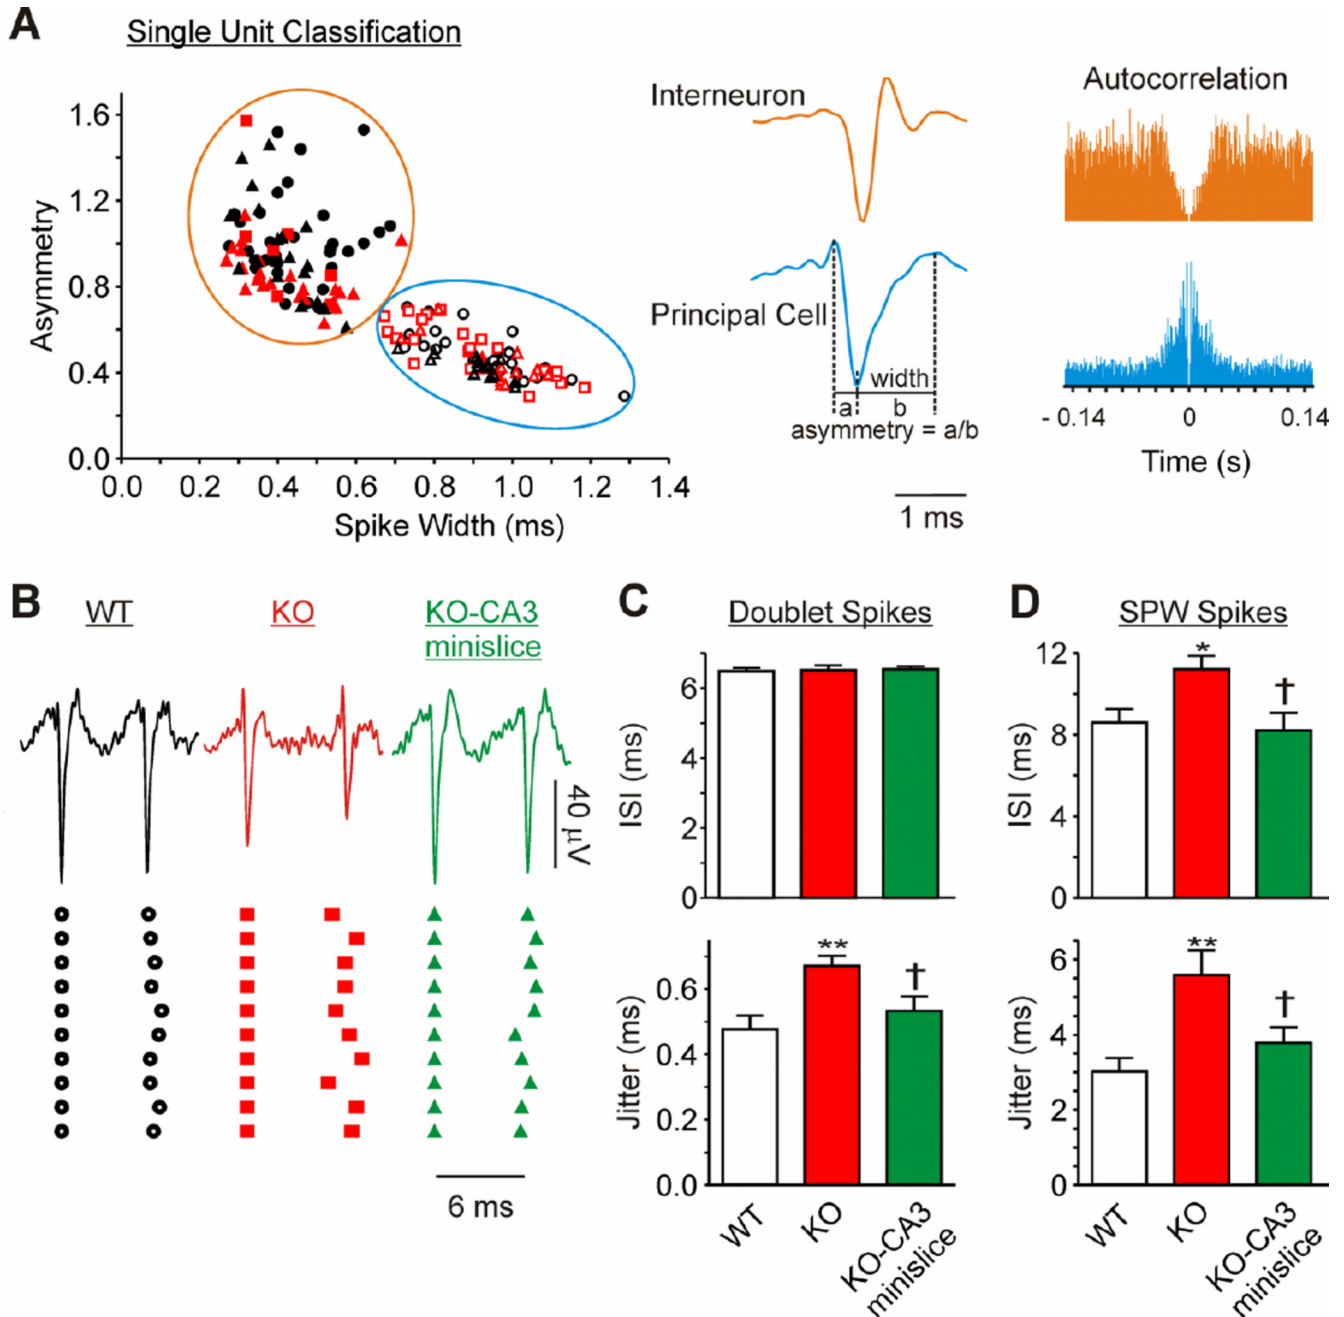 A
Single Unit Classification
1.6
1.2
0.8
0.4
0.0
Asymmetry
0.0 0.2 0.4 0.6 0.8 1.0 1.2 1.4
Spike Width (ms)
Interneuron
Principal Cell
width
a b
asymmetry = a/b
1 ms
Autocorrelation
- 0.14 0 0.14
Time (s)
B
WT
KO
KO-CA3
minislice
40 µV
6 ms
C
Doublet Spikes
6
4
2
0
ISI (ms)
**
†
0.6
0.4
0.2
0.0
Jitter (ms)
WT
KO
KO-CA3
minislice
D
SPW Spikes
*
†
12
8
4
0
ISI (ms)
**
†
6
4
2
0
Jitter (ms)
WT
KO
KO-CA3
minislice